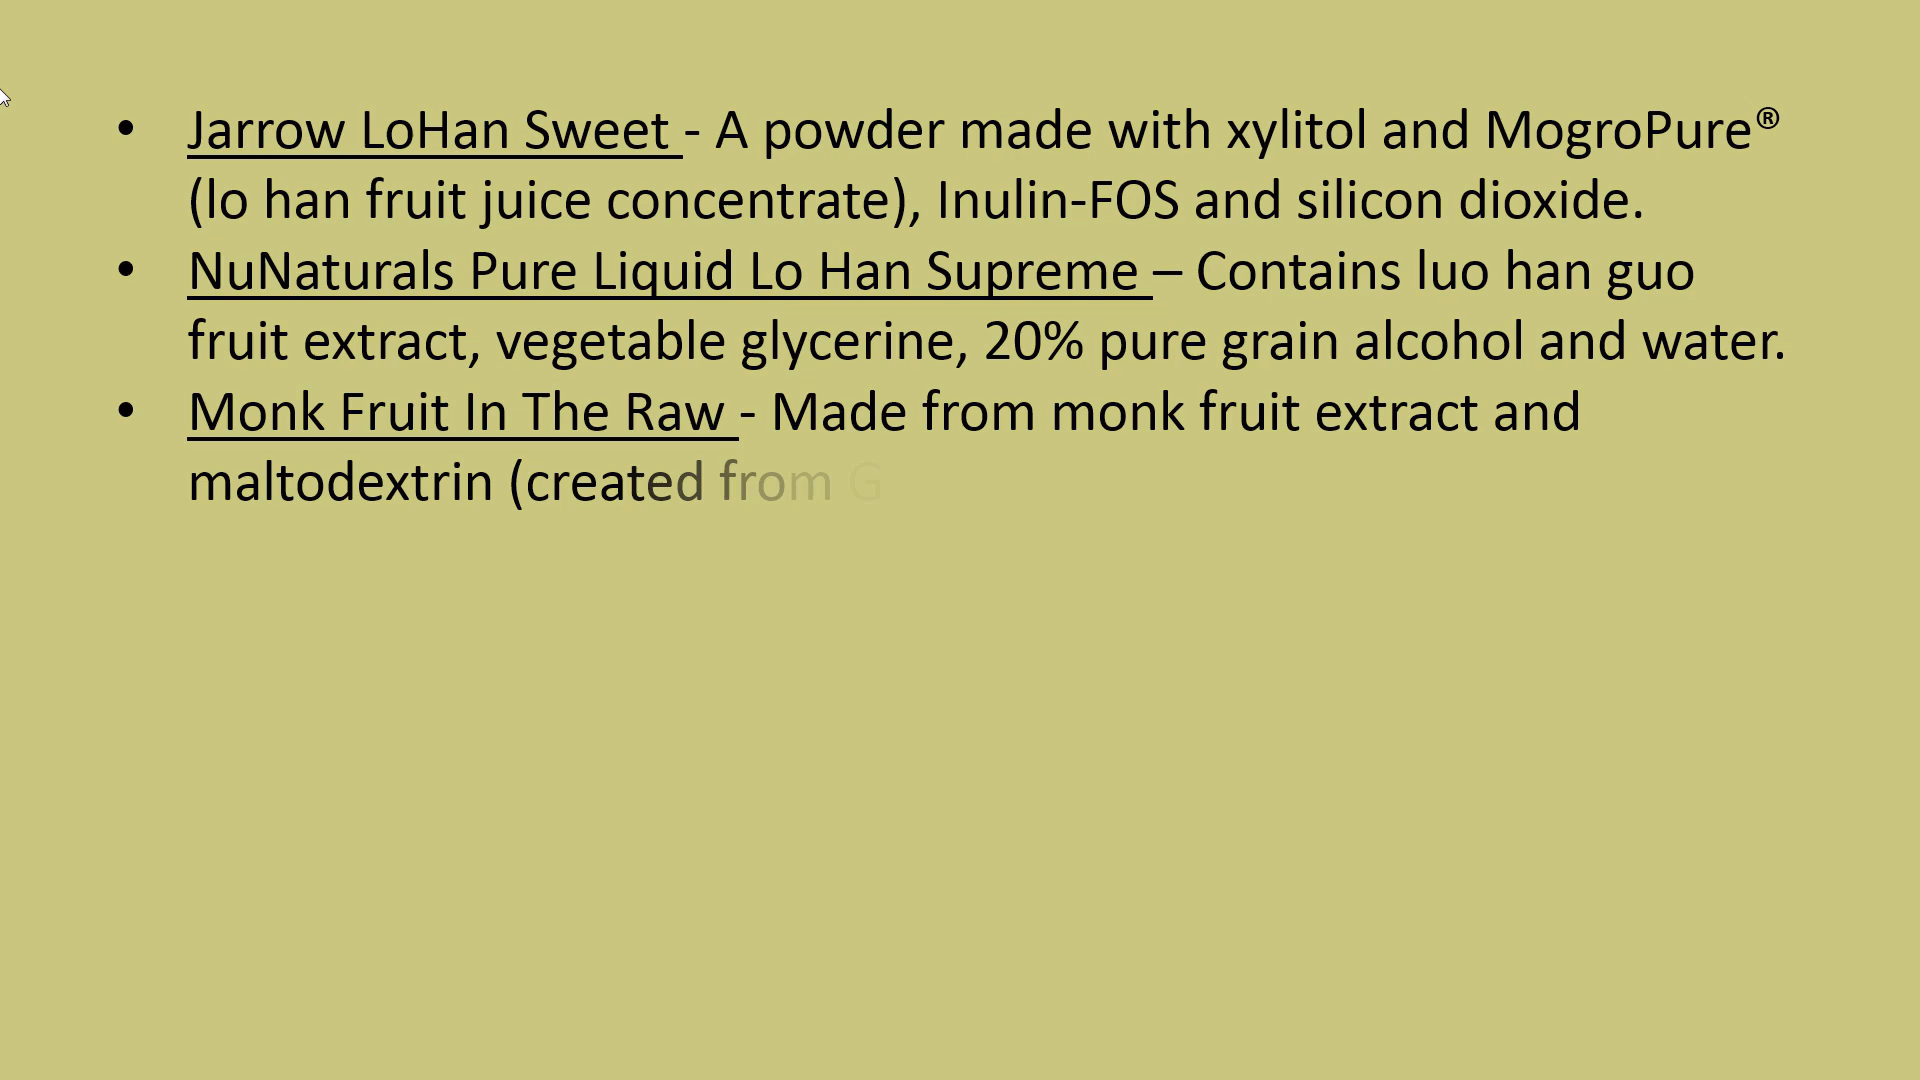 • Jarrow LoHan Sweet - A powder made with xylitol and MogroPure®
(lo han fruit juice concentrate), Inulin-FOS and silicon dioxide.
• NuNaturals Pure Liquid Lo Han Supreme – Contains luo han guo
fruit extract, vegetable glycerine, 20% pure grain alcohol and water.
• Monk Fruit In The Raw - Made from monk fruit extract and
maltodextrin (created from G